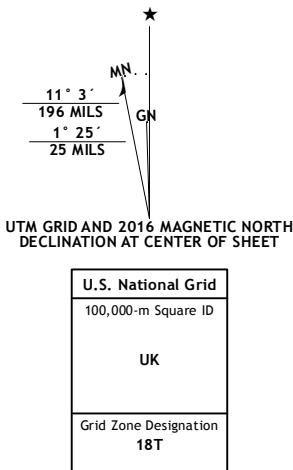 ★
MN
11° 3´
196 MILS
GN
1° 25´
25 MILS
UTM GRID AND 2016 MAGNETIC NORTH
DECLINATION AT CENTER OF SHEET
U.S. National Grid
100,000-m Square ID
UK
Grid Zone Designation
18T